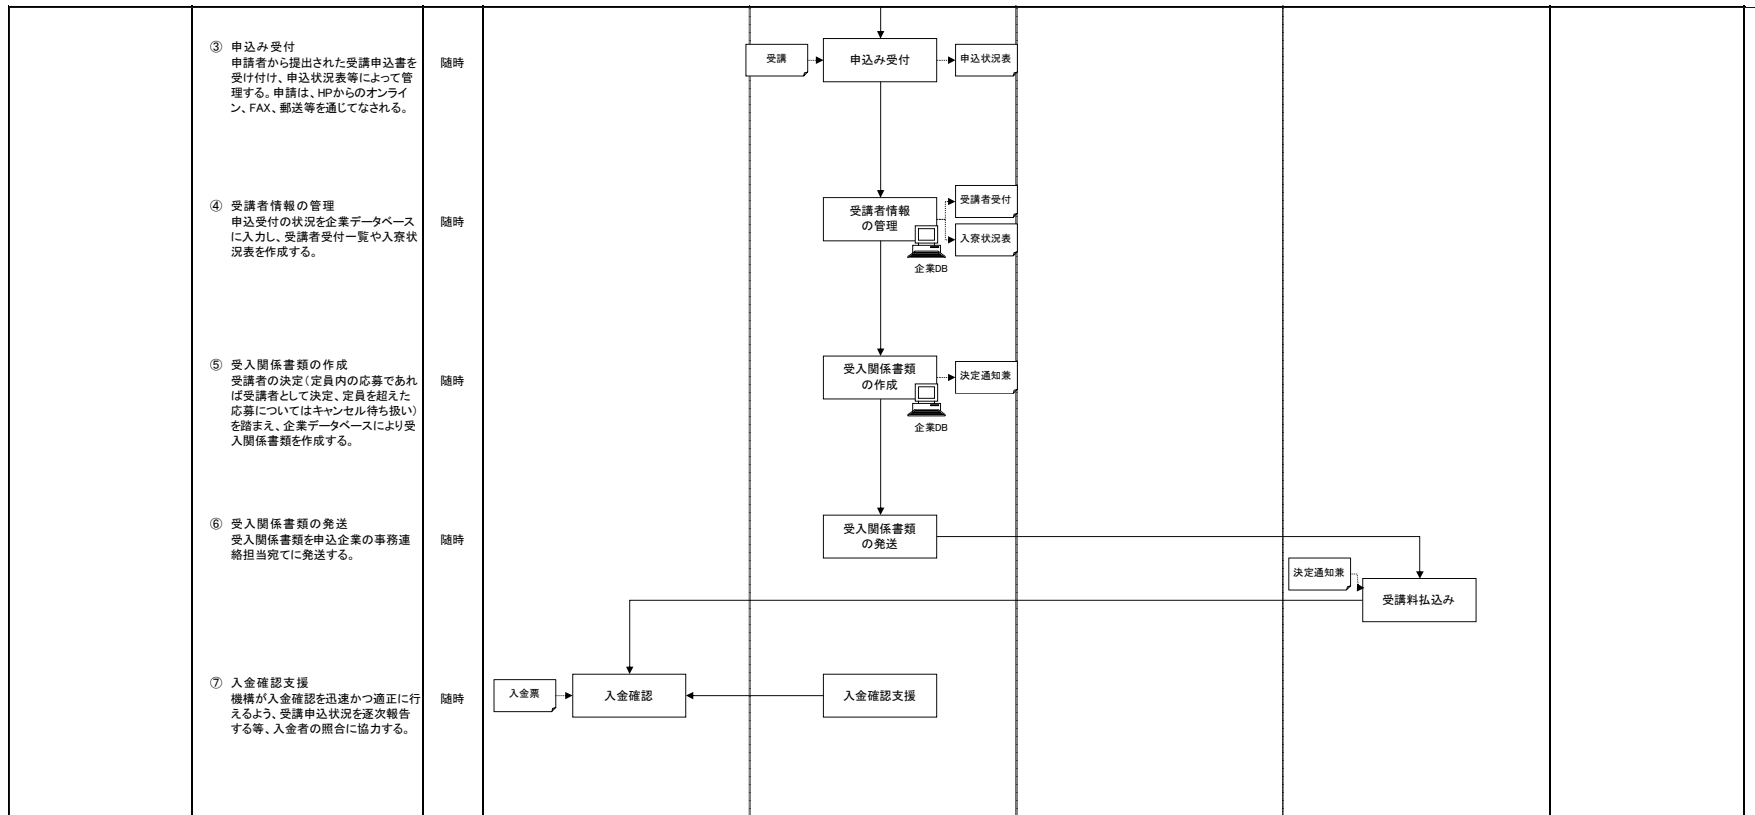 ③ 申込み受付
申請者から提出された受講申込書を
受け付け、申込状況表等によって管
理する。申請は、HPからのオンライ
ン、FAX、郵送等を通じてなされる。
随時
受講
申込み受付
申込状況表
④ 受講者情報の管理
申込受付の状況を企業データベース
に入力し、受講者受付一覧や入寮状
況表を作成する。
随時
受講者情報
の管理
企業DB
受講者受付
入寮状況表
⑤ 受入関係書類の作成
受講者の決定(定員内の応募であれ
ば受講者として決定、定員を超えた
応募についてはキャンセル待ち扱い)
を踏まえ、企業データベースにより受
入関係書類を作成する。
随時
受入関係書類
の作成
企業DB
決定通知兼
⑥ 受入関係書類の発送
受入関係書類を申込企業の事務連
絡担当宛てに発送する。
随時
受入関係書類
の発送
決定通知兼
受講料払込み
⑦ 入金確認支援
機構が入金確認を迅速かつ適正に行
えるよう、受講申込状況を逐次報告
する等、入金者の照合に協力する。
随時
入金票
入金確認
入金確認支援